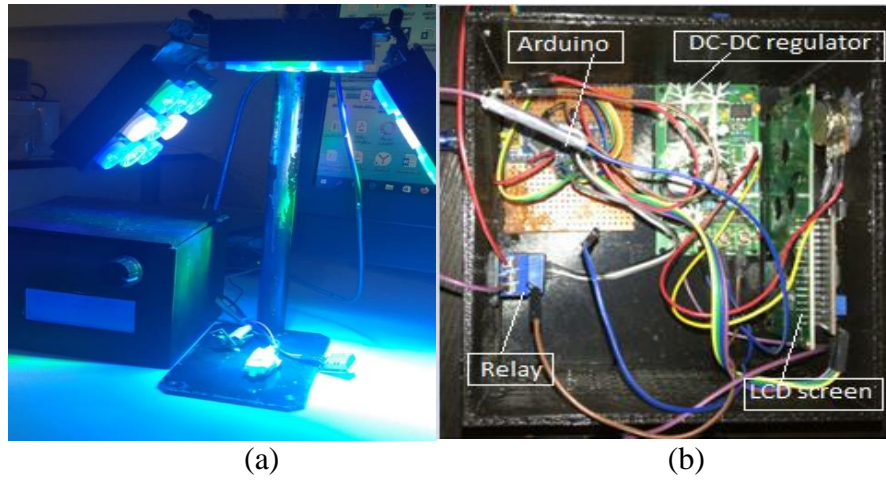 Arduino
DC-DC regulator
Relay
LCD screen
(a)
(b)